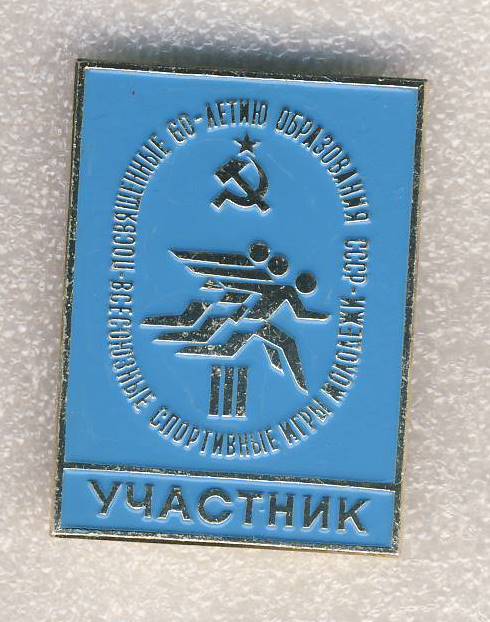 ВСЕСОЮЗНЫЕ СПОРТИВНЫЕ ИГРЫ МОЛОДЕЖИ · ПОСВЯЩЕННЫЕ 60-ЛЕТИЮ ОБРАЗОВАНИЯ СССР ·
III
УЧАСТНИК